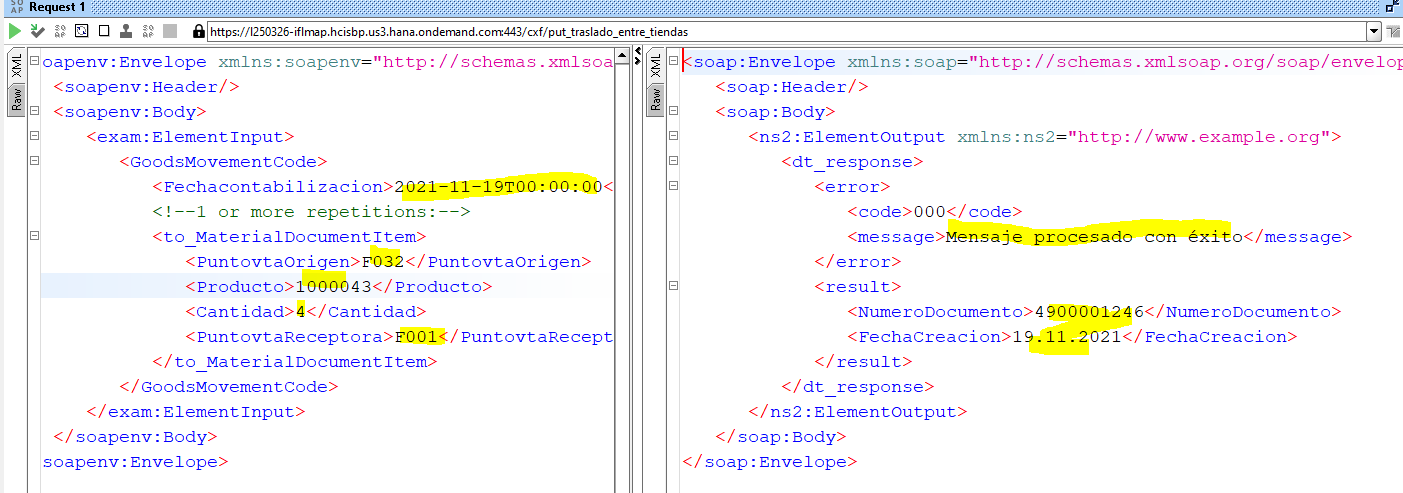 Request 1
https://l250326-iflmap.hcisbp.us3.hana.ondemand.com:443/cxf/put_traslado_entre_tiendas
XML
Raw
oapenv:Envelope xmlns:soapenv="http://schemas.xmlsoa
<soapenv:Header/>
<soapenv:Body>
<exam:ElementInput>
<GoodsMovementCode>
<Fechacontabilizacion>2021-11-19T00:00:00<
<!--1 or more repetitions:-->
<to_MaterialDocumentItem>
<PuntovtaOrigen>F032</PuntovtaOrigen>
<Producto>1000043</Producto>
<Cantidad>4</Cantidad>
<PuntovtaReceptora>F001</PuntovtaRecept
</to_MaterialDocumentItem>
</GoodsMovementCode>
</exam:ElementInput>
</soapenv:Body>
soapenv:Envelope>
XML
Raw
<soap:Envelope xmlns:soap="http://schemas.xmlsoap.org/soap/envelop
<soap:Header/>
<soap:Body>
<ns2:ElementOutput xmlns:ns2="http://www.example.org">
<dt_response>
<error>
<code>000</code>
<message>Mensaje procesado con éxito</message>
</error>
<result>
<NumeroDocumento>4900001246</NumeroDocumento>
<FechaCreacion>19.11.2021</FechaCreacion>
</result>
</dt_response>
</ns2:ElementOutput>
</soap:Body>
</soap:Envelope>